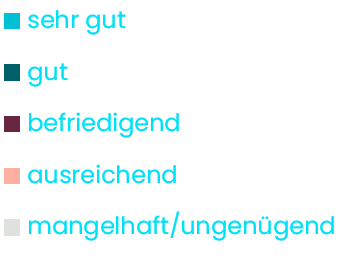 sehr gut
gut
befriedigend
ausreichend
mangelhaft/ungenügend